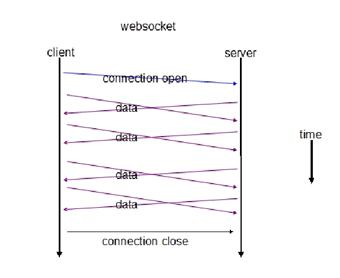 websocket
client
server
connection open
data
data
time
data
data
connection close